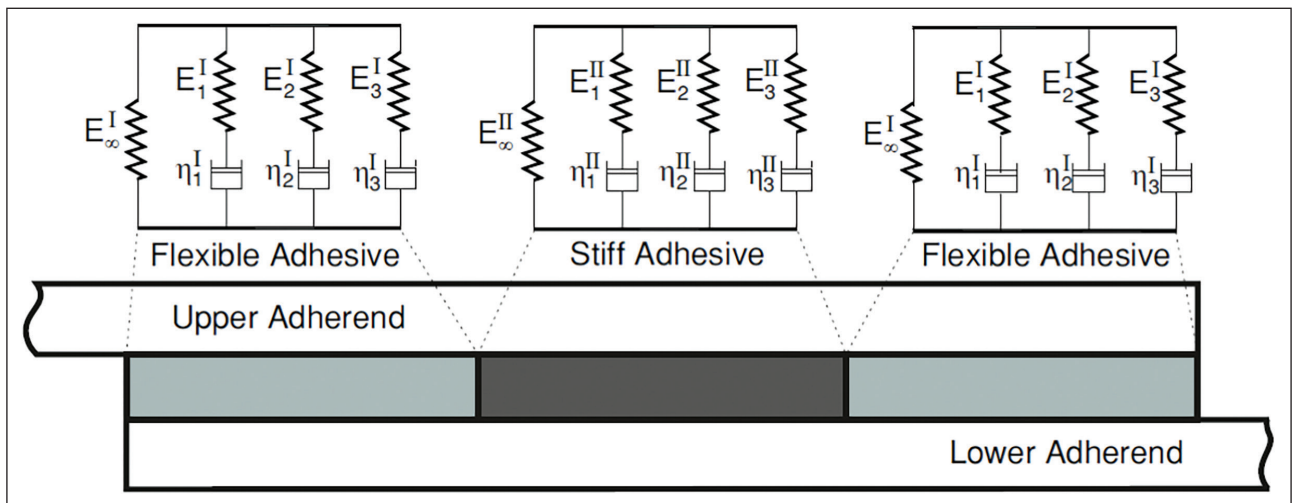 E₁ᴵ E₂ᴵ E₃ᴵ
E∞ᴵ
η₁ᴵ η₂ᴵ η₃ᴵ
Flexible Adhesive
E₁ᴵᴵ E₂ᴵᴵ E₃ᴵᴵ
E∞ᴵᴵ
η₁ᴵᴵ η₂ᴵᴵ η₃ᴵᴵ
Stiff Adhesive
E₁ᴵ E₂ᴵ E₃ᴵ
E∞ᴵ
η₁ᴵ η₂ᴵ η₃ᴵ
Flexible Adhesive
Upper Adherend
Lower Adherend